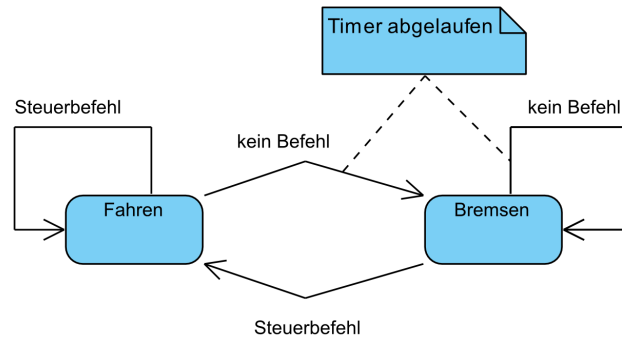 Timer abgelaufen
Steuerbefehl
kein Befehl
kein Befehl
Fahren
Bremsen
Steuerbefehl